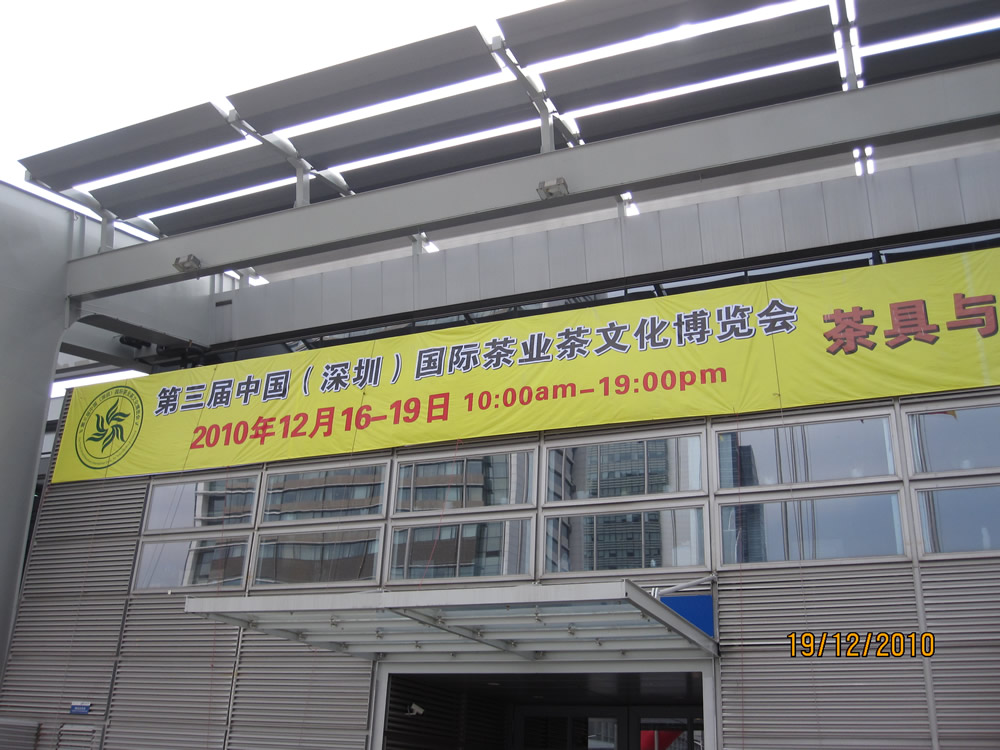 第三届中国（深圳）国际茶业茶文化博览会
2010年12月16-19日 10:00am-19:00pm
茶具与
19/12/2010